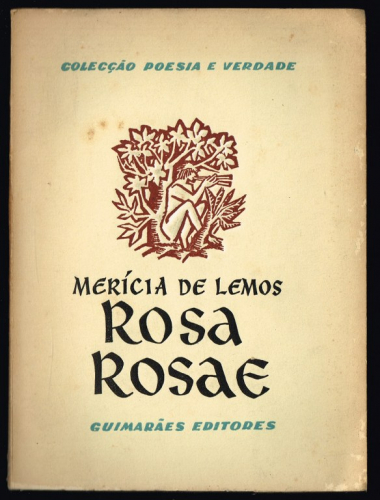 COLECÇÃO POESIA E VERDADE
MERÍCIA DE LEMOS
ROSA
ROSAE
GUIMARÃES EDITORES